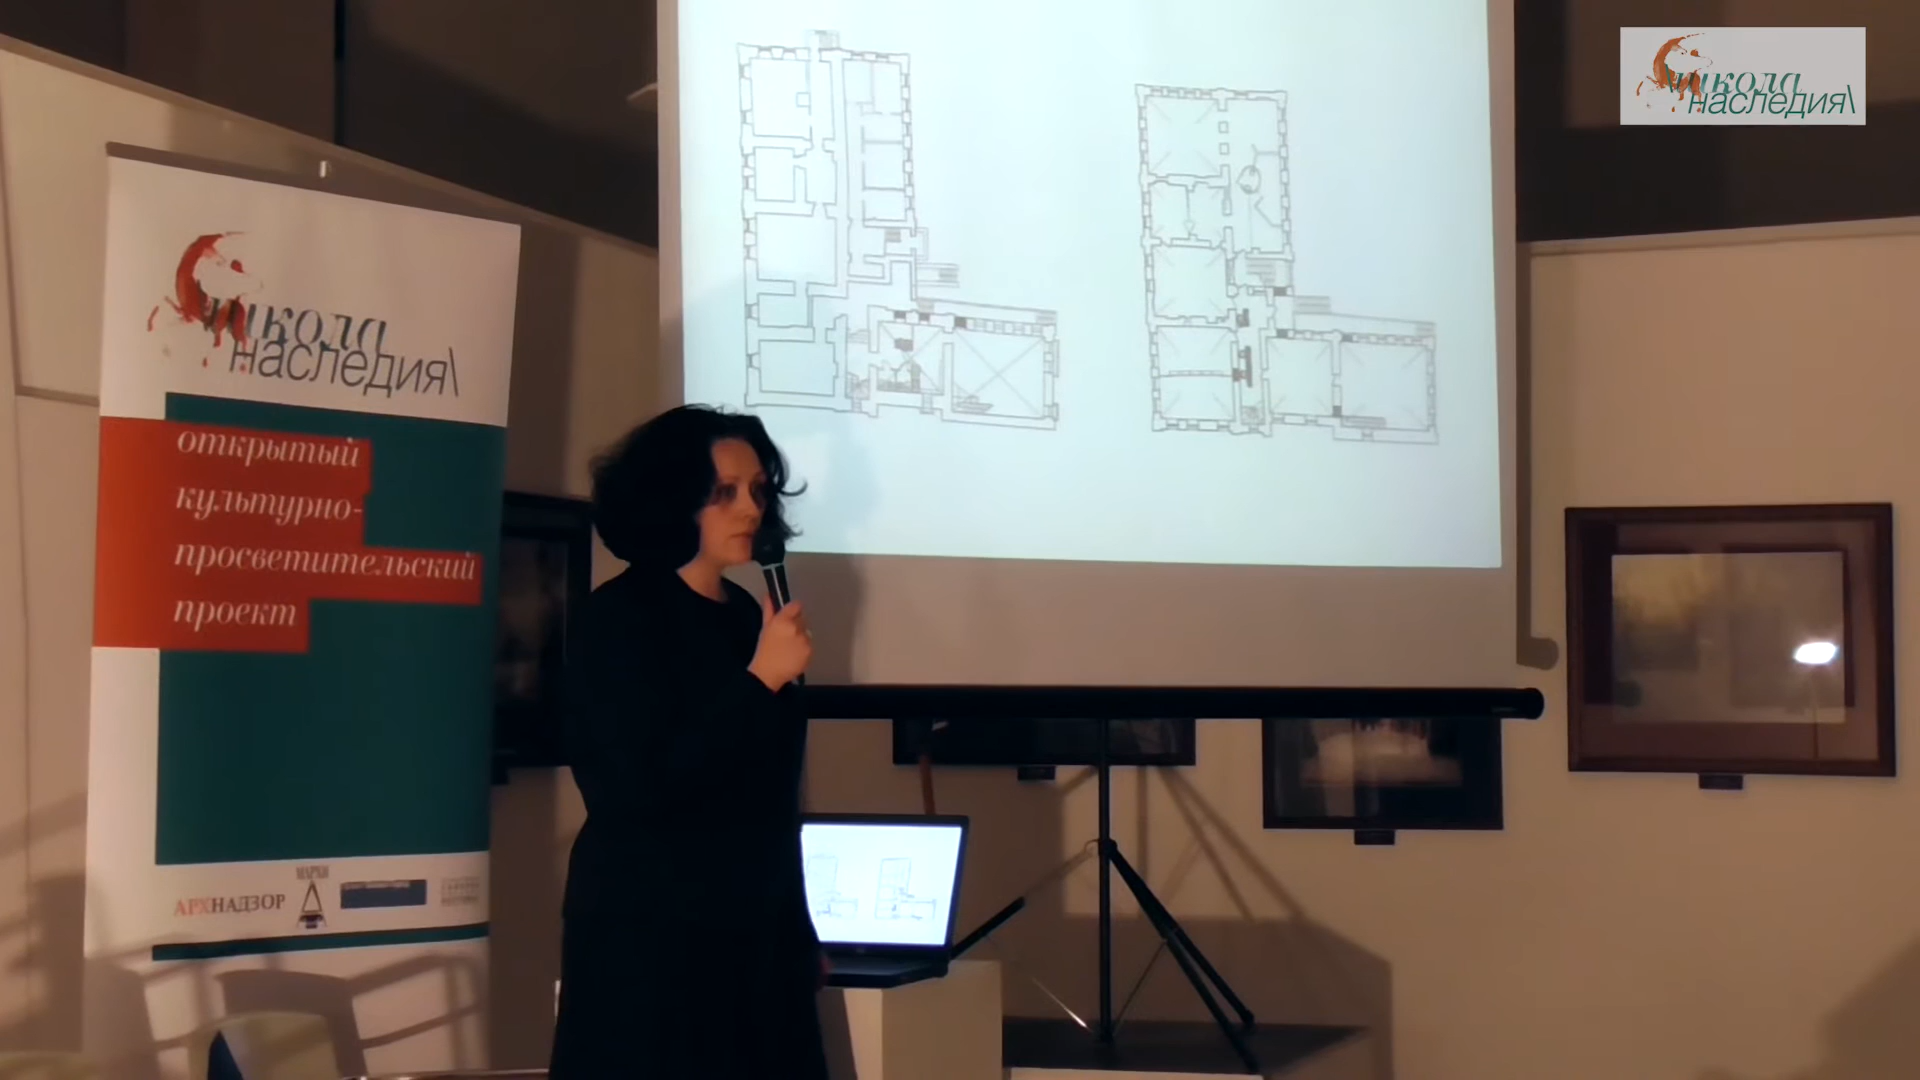 школа
наследия\
школа
наследия\
открытый
культурно-
просветительский
проект
МАРХИ
АРХНАДЗОР